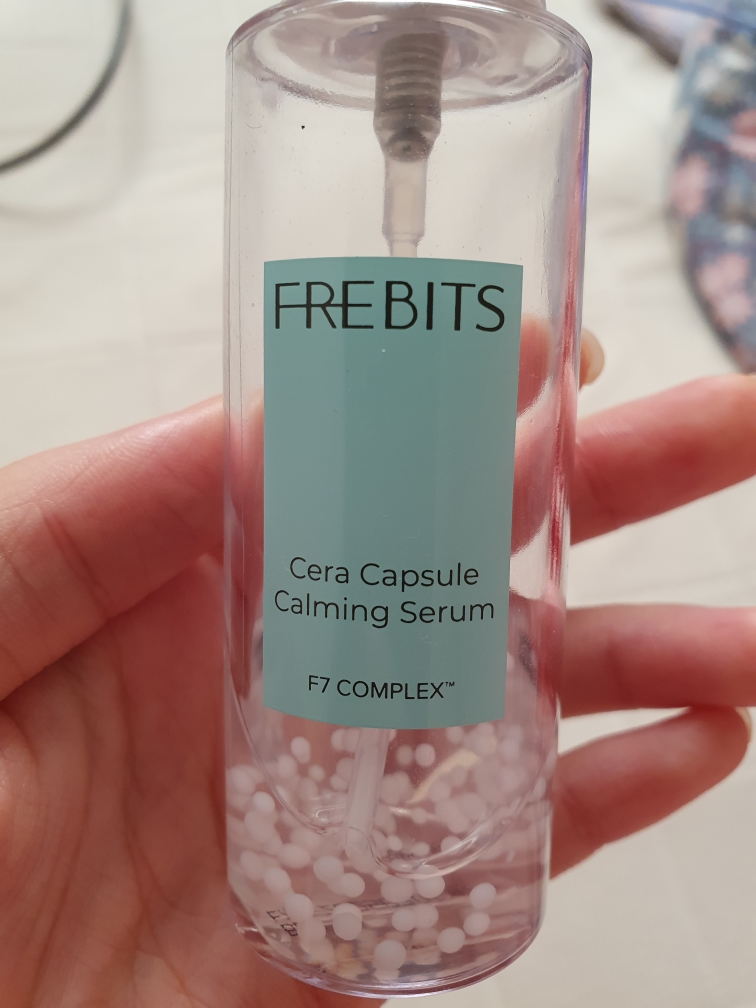 FREBITS
Cera Capsule
Calming Serum
F7 COMPLEX™